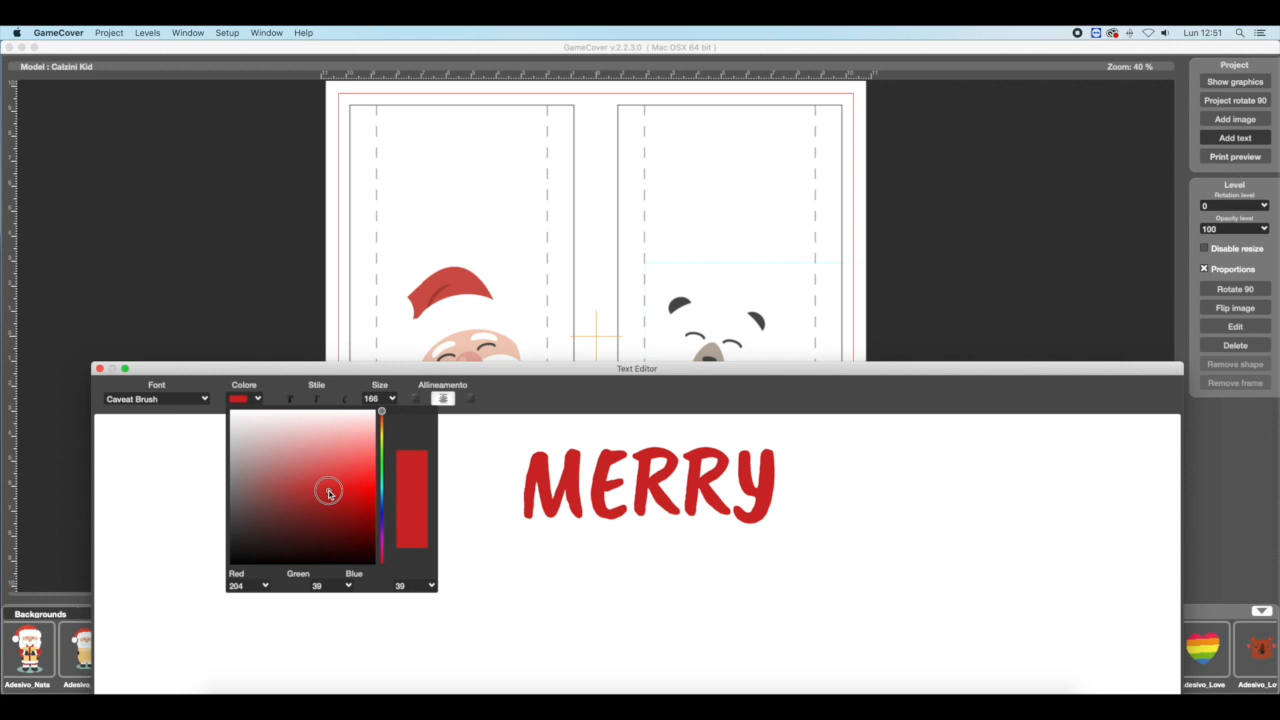 GameCover Project Levels Window Setup Window Help Lun 12:51
GameCover v.2.2.3.0 ( Mac OSX 64 bit )
Model : Calzini Kid
Zoom: 40 %
Project
Show graphics
Project rotate 90
Add image
Add text
Print preview
Level
Rotation level
0
Opacity level
100
Disable resize
Proportions
Rotate 90
Flip image
Edit
Delete
Remove shape
Remove frame
Text Editor
Font Colore Stile Size Allineamento
Caveat Brush 166
MERRY
Red Green Blue
204 39 39
Backgrounds
Adesivo_Nata Adesivo_ desivo_Love Adesivo_Lo